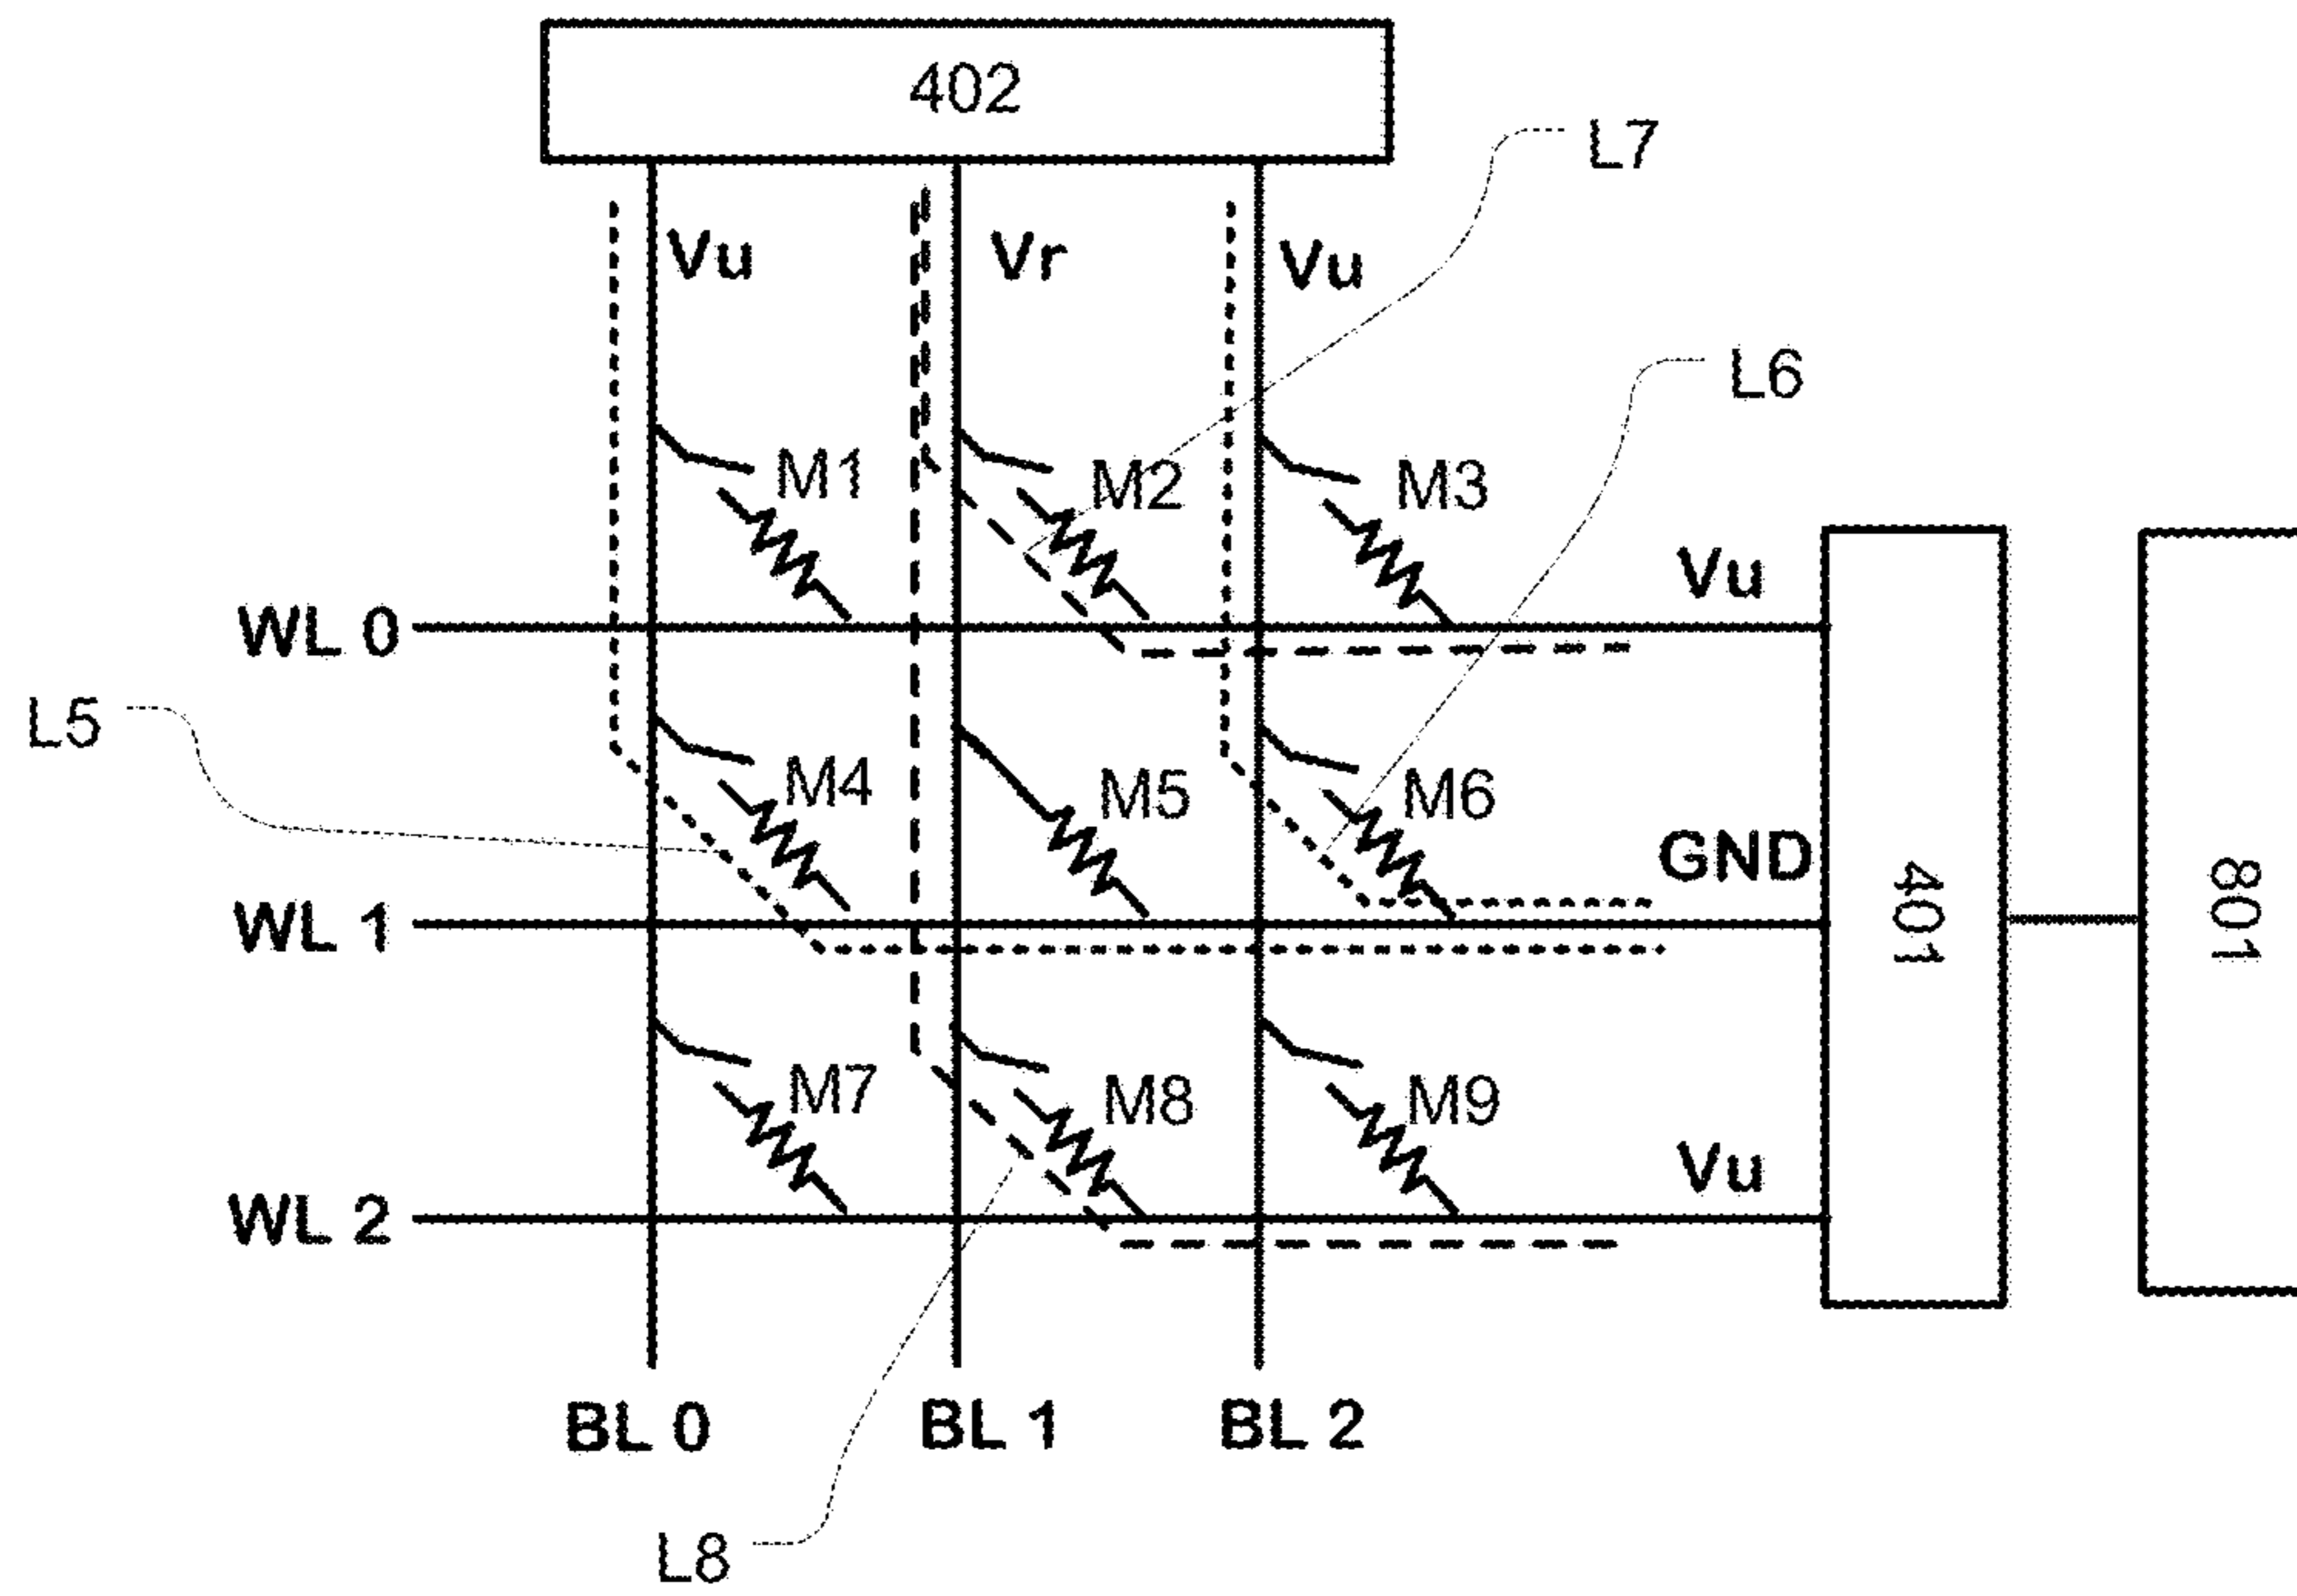 402
L7
Vu Vr Vu
L6
M1 M2 M3
Vu
WL 0
L5
M4 M5 M6
GND
401
801
WL 1
M7 M8 M9
Vu
WL 2
BL 0 BL 1 BL 2
L8